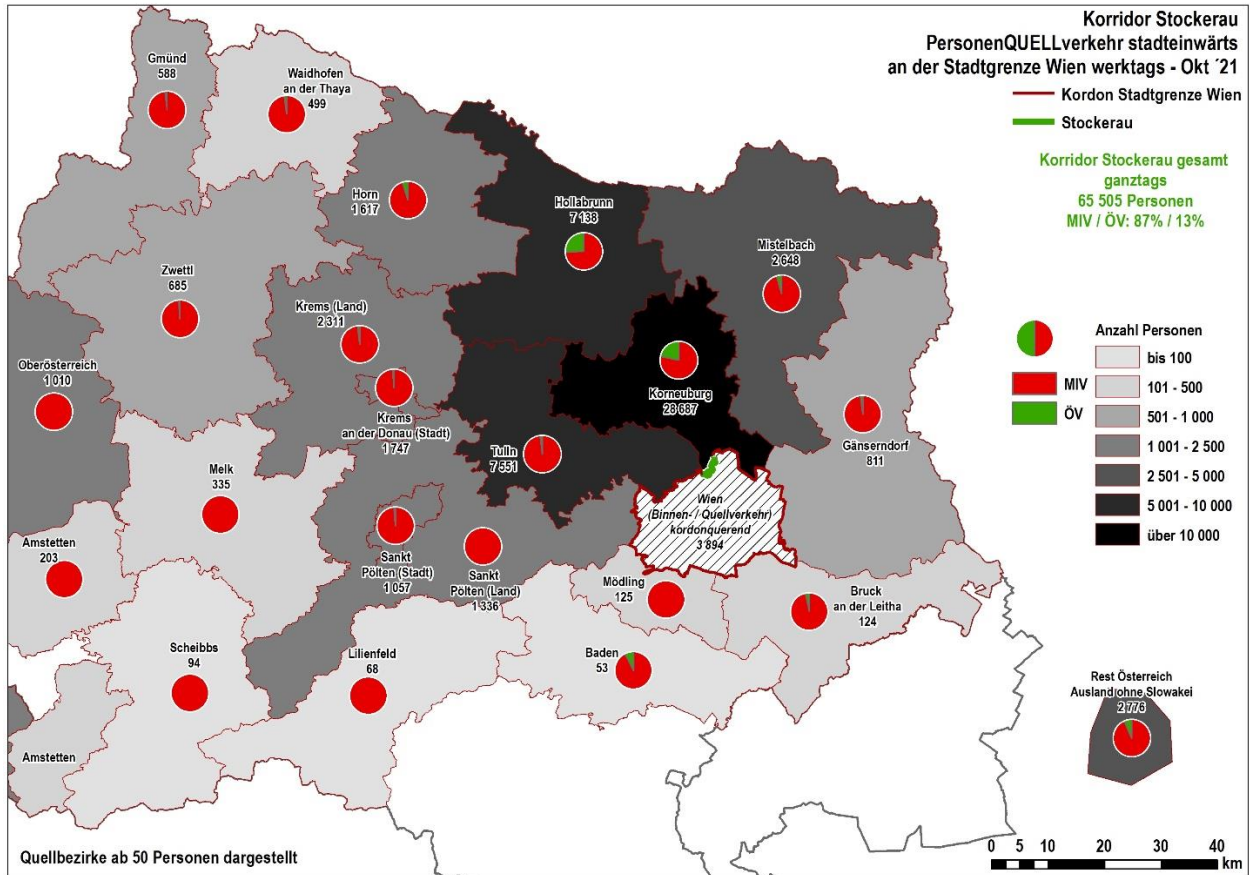 Korridor Stockerau
PersonenQUELLverkehr stadteinwärts
an der Stadtgrenze Wien werktags - Okt ´21
Kordon Stadtgrenze Wien
Stockerau
Korridor Stockerau gesamt
ganztags
65 505 Personen
MIV / ÖV: 87% / 13%
Gmünd
588
Waidhofen
an der Thaya
499
Horn
1 617
Hollabrunn
7 138
Mistelbach
2 648
Zwettl
685
Krems (Land)
2 311
Oberösterreich
1 010
Krems
an der Donau (Stadt)
1 747
Korneuburg
28 687
Gänserndorf
811
Tulln
7 551
Melk
335
Wien
(Binnen- / Quellverkehr)
kordonquerend
3 894
Amstetten
203
Sankt
Pölten (Stadt)
1 057
Sankt
Pölten (Land)
1 336
Mödling
125
Bruck
an der Leitha
124
Scheibbs
94
Lilienfeld
68
Baden
53
Amstetten
Rest Österreich
Ausland ohne Slowakei
2 776
MIV
ÖV
Anzahl Personen
bis 100
101 - 500
501 - 1 000
1 001 - 2 500
2 501 - 5 000
5 001 - 10 000
über 10 000
Quellbezirke ab 50 Personen dargestellt
0 5 10 20 30 40
km